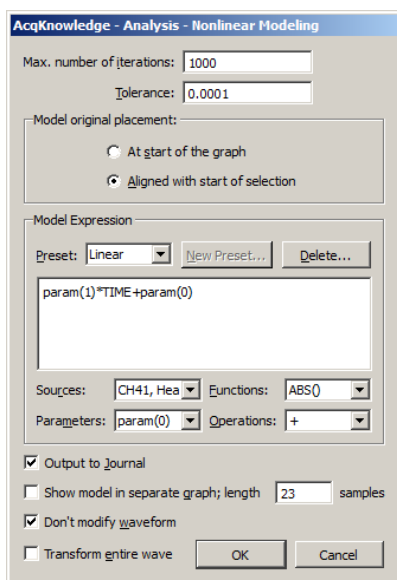 AcqKnowledge - Analysis - Nonlinear Modeling
Max. number of iterations: 1000
Tolerance: 0.0001
Model original placement:
At start of the graph
Aligned with start of selection
Model Expression
Preset: Linear New Preset... Delete...
param(1)*TIME+param(0)
Sources: CH41, Hea Functions: ABS()
Parameters: param(0) Operations: +
Output to Journal
Show model in separate graph; length 23 samples
Don't modify waveform
Transform entire wave OK Cancel